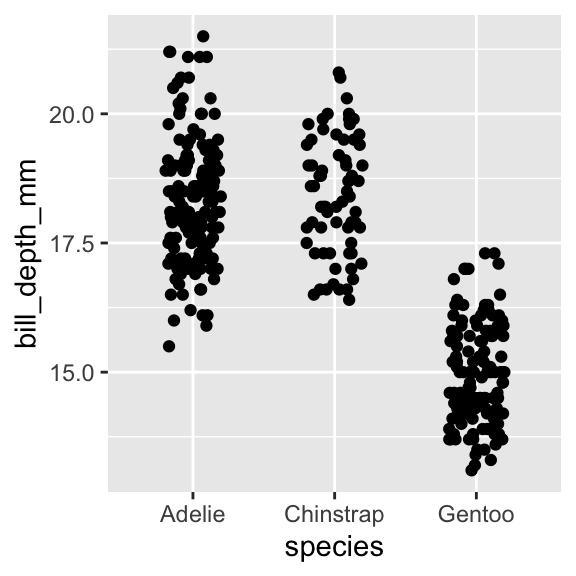 bill_depth_mm
20.0
17.5
15.0
Adelie Chinstrap Gentoo
species